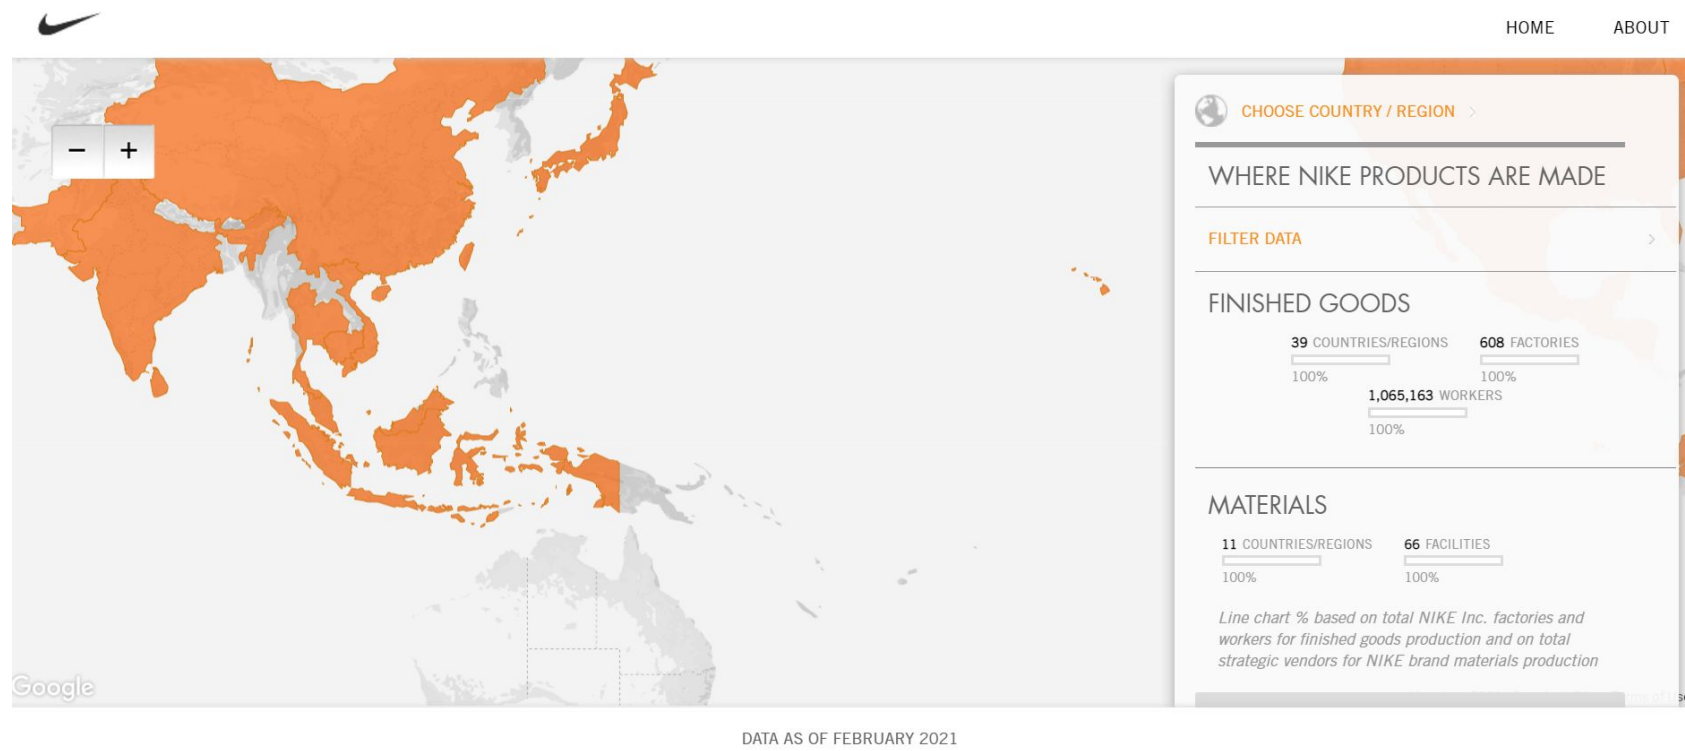 HOME ABOUT
− +
CHOOSE COUNTRY / REGION >
WHERE NIKE PRODUCTS ARE MADE
FILTER DATA >
FINISHED GOODS
39 COUNTRIES/REGIONS 608 FACTORIES
100% 100%
1,065,163 WORKERS
100%
MATERIALS
11 COUNTRIES/REGIONS 66 FACILITIES
100% 100%
Line chart % based on total NIKE Inc. factories and
workers for finished goods production and on total
strategic vendors for NIKE brand materials production
Google
DATA AS OF FEBRUARY 2021